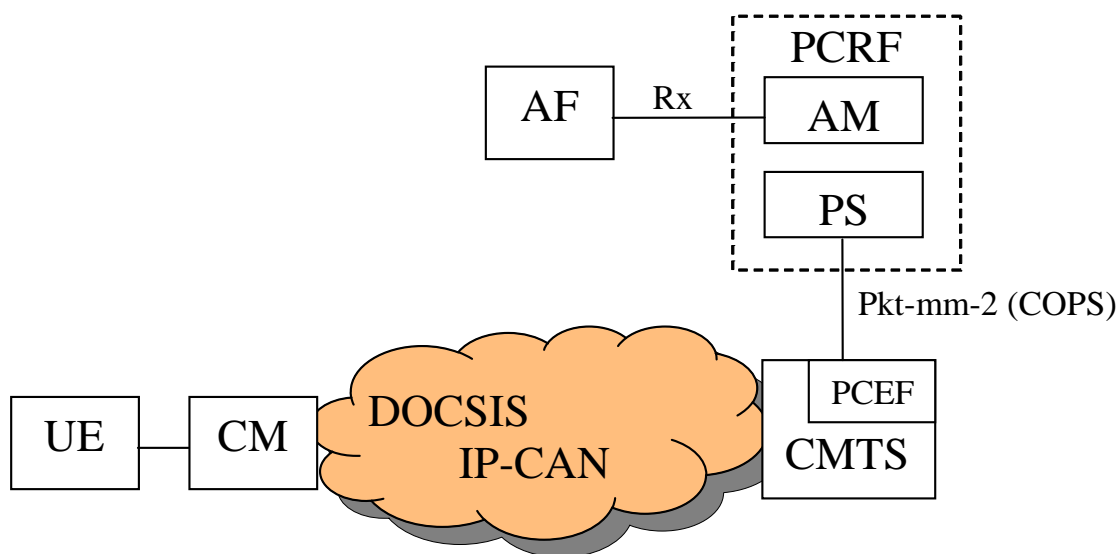 PCRF
AF
Rx
AM
PS
Pkt-mm-2 (COPS)
PCEF
UE
CM
DOCSIS
IP-CAN
CMTS